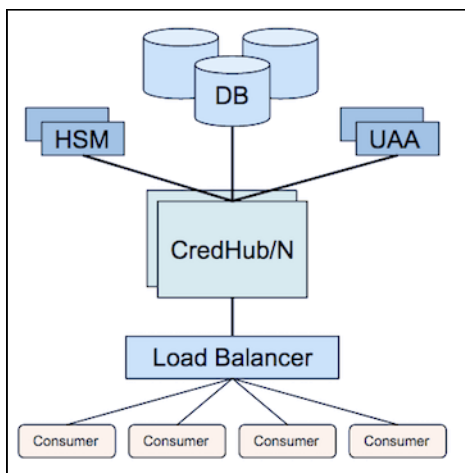 DB
HSM
UAA
CredHub/N
Load Balancer
Consumer
Consumer
Consumer
Consumer